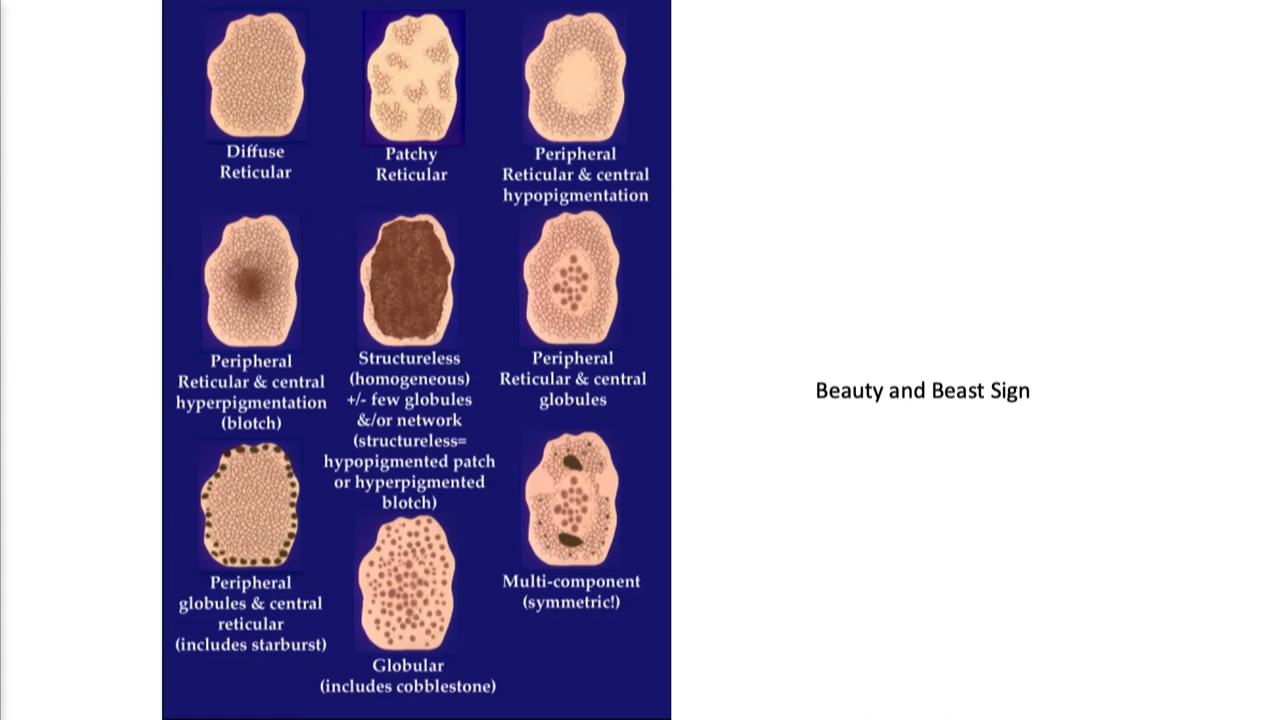 Diffuse
Reticular
Patchy
Reticular
Peripheral
Reticular & central
hypopigmentation
Peripheral
Reticular & central
hyperpigmentation
(blotch)
Structureless
(homogeneous)
+/- few globules
&/or network
(structureless=
hypopigmented patch
or hyperpigmented
blotch)
Peripheral
Reticular & central
globules
Peripheral
globules & central
reticular
(includes starburst)
Globular
(includes cobblestone)
Multi-component
(symmetric!)
Beauty and Beast Sign